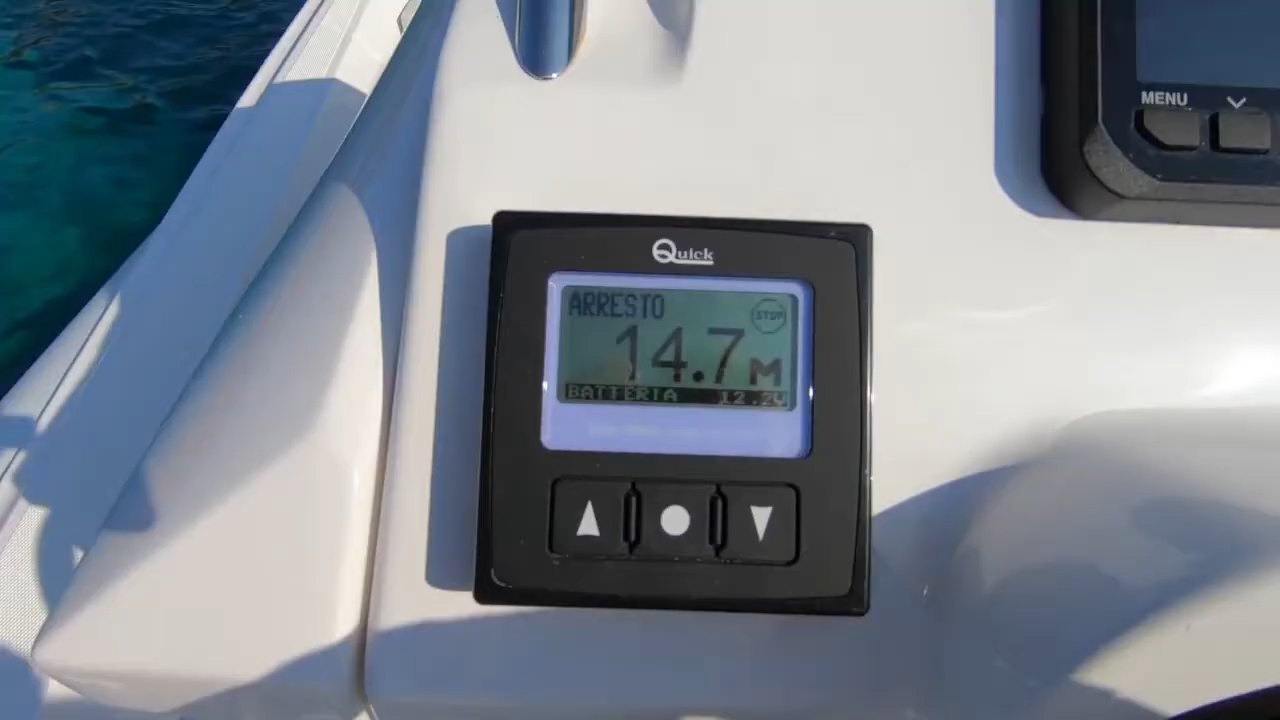 MENU
Quick
ARRESTO
STOP
14.7 M
BATTERIA 12.2V